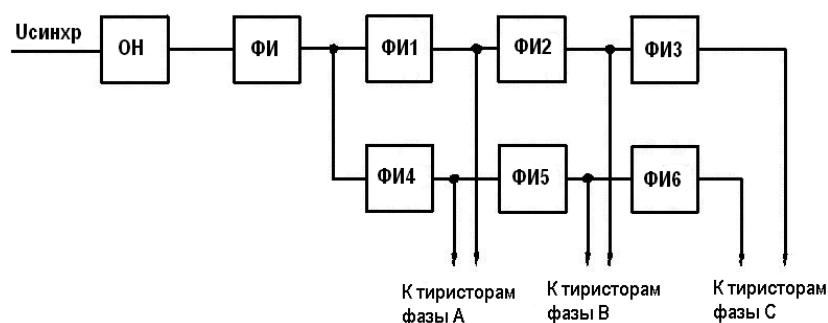 Uсинхр
ОН
ФИ
ФИ1
ФИ2
ФИ3
ФИ4
ФИ5
ФИ6
К тиристорам
фазы А
К тиристорам
фазы В
К тиристорам
фазы С